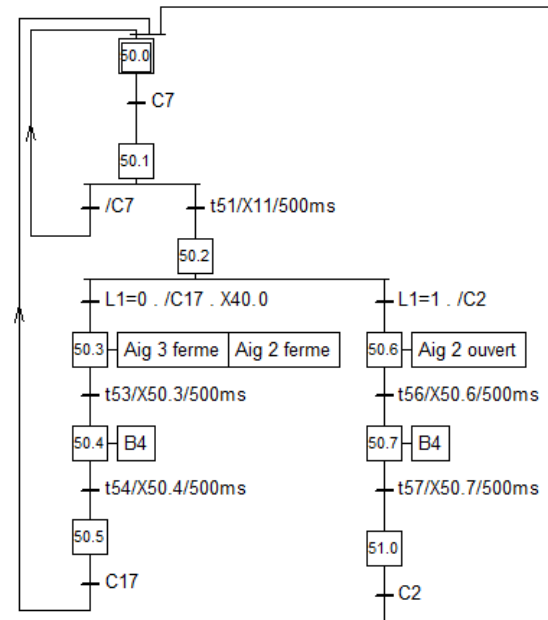 50.0
C7
50.1
/C7
t51/X11/500ms
50.2
L1=0 . /C17 . X40.0
L1=1 . /C2
50.3 Aig 3 ferme Aig 2 ferme
50.6 Aig 2 ouvert
t53/X50.3/500ms
t56/X50.6/500ms
50.4 B4
50.7 B4
t54/X50.4/500ms
t57/X50.7/500ms
50.5
51.0
C17
C2